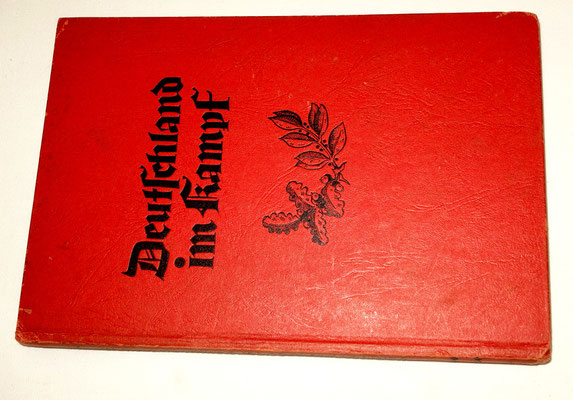 Deutschland
im Kampf